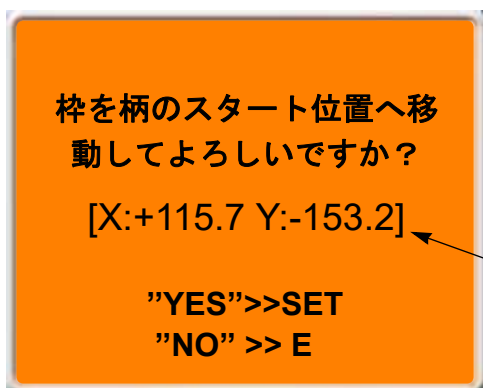 枠を柄のスタート位置へ移
動してよろしいですか？
[X:+115.7 Y:-153.2]
”YES”>>SET
”NO” >> E